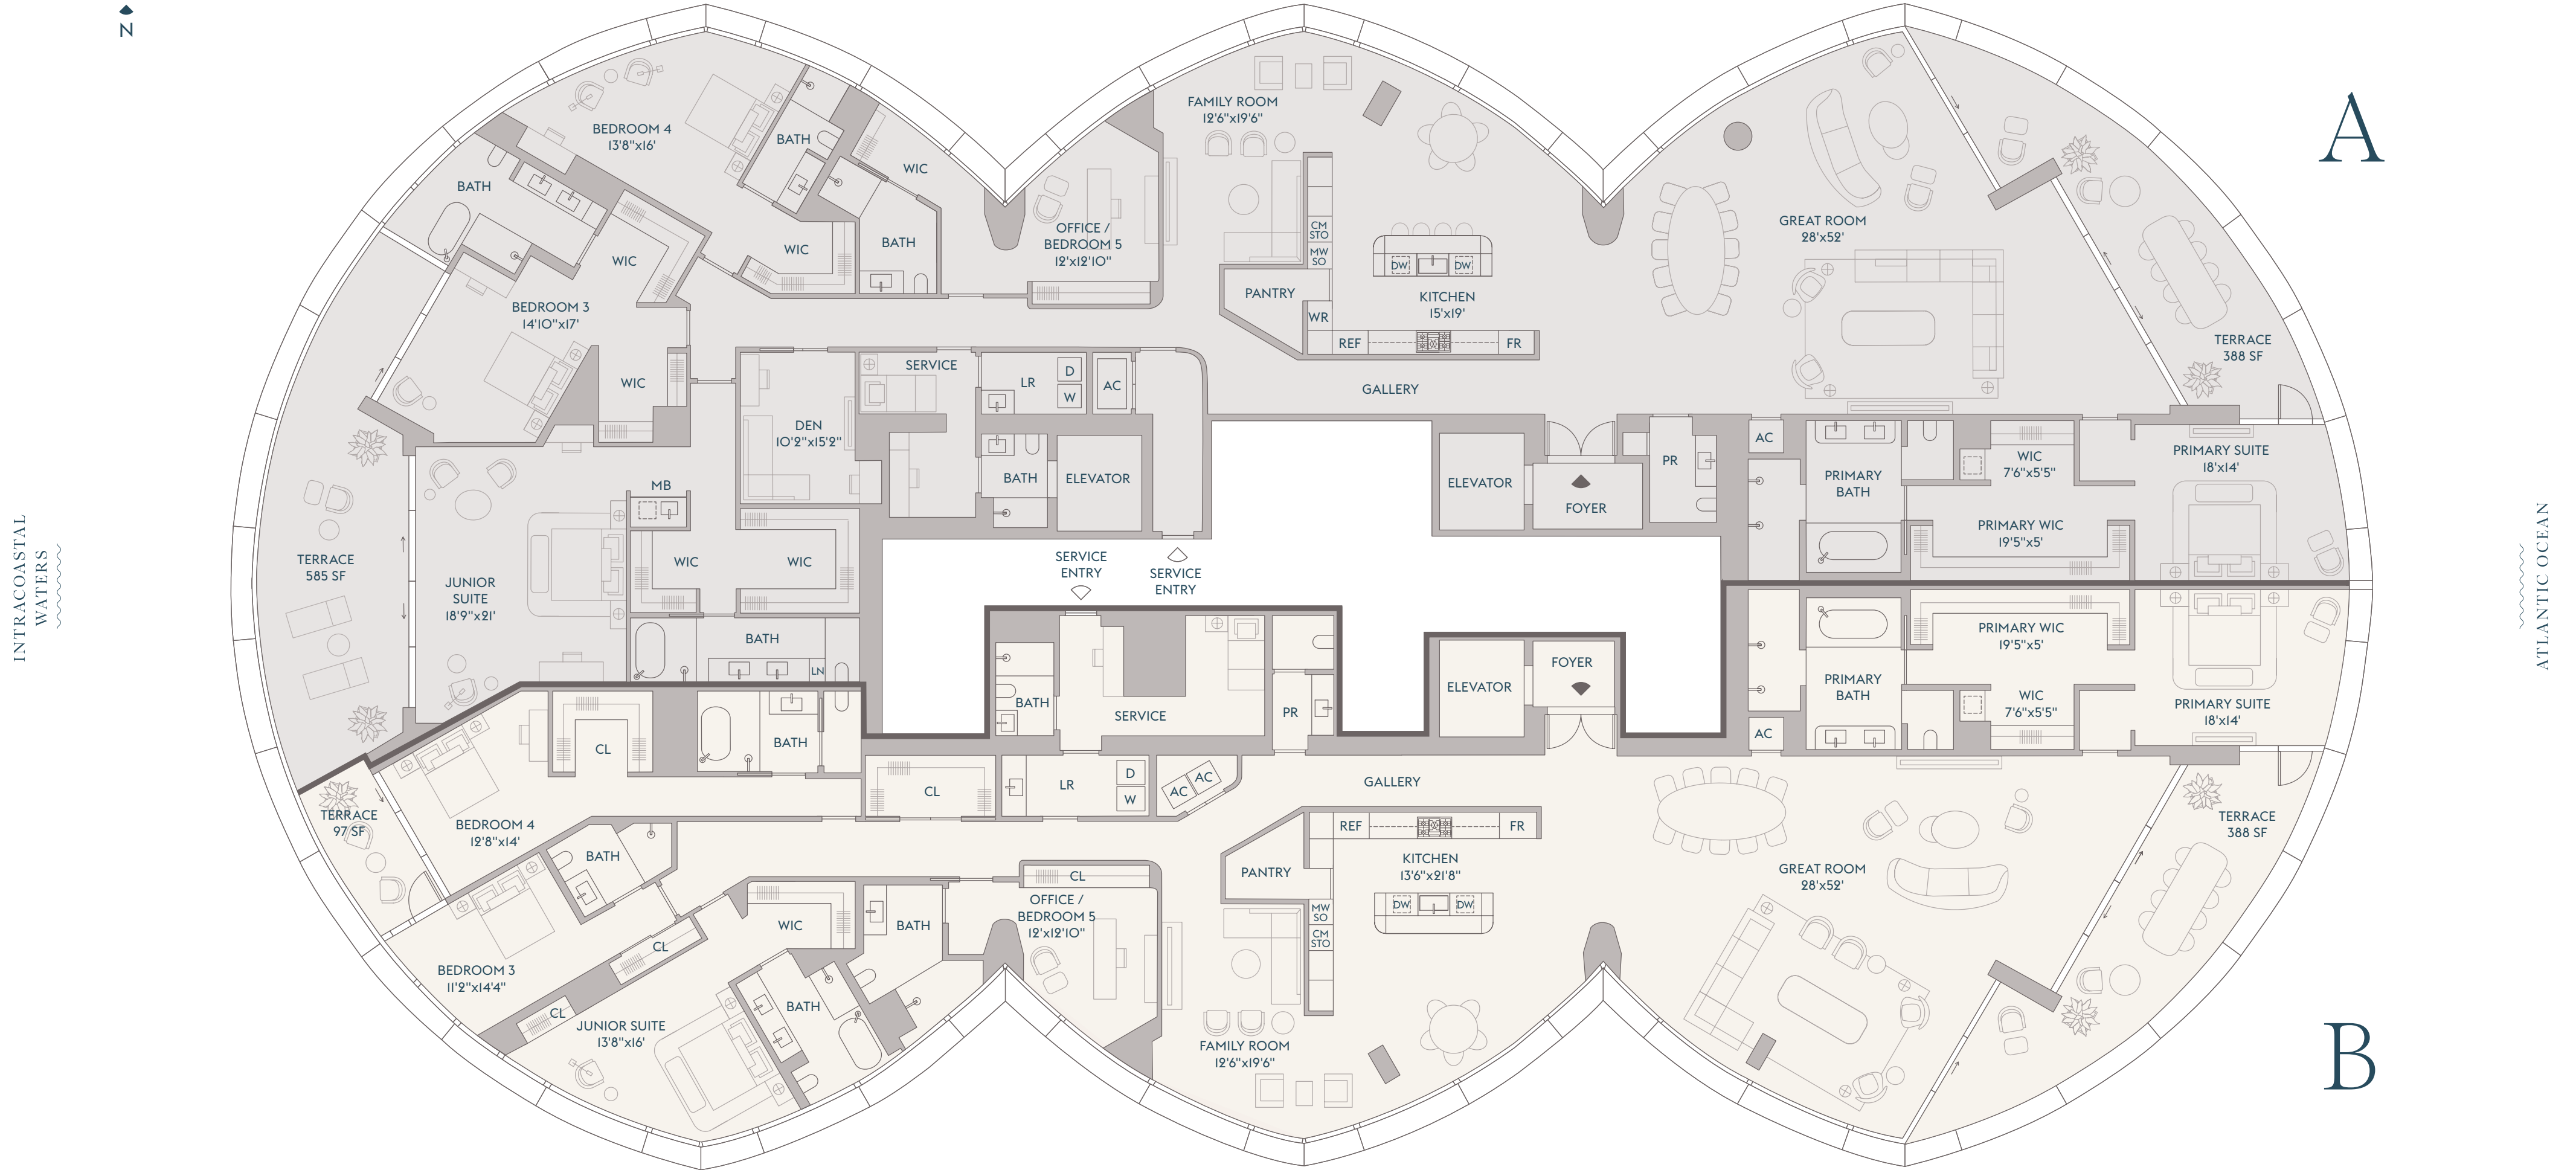 N
A
BEDROOM 4
13'8"x16'
BATH
WIC
BATH
WIC
BATH
WIC
OFFICE /
BEDROOM 5
12'x12'10"
FAMILY ROOM
12'6"x19'6"
CM
STO
MW
SO
DW
DW
PANTRY
KITCHEN
15'x19'
WR
REF
FR
GREAT ROOM
28'x52'
TERRACE
388 SF
BEDROOM 3
14'10"x17'
WIC
SERVICE
LR
D
W
AC
GALLERY
DEN
10'2"x15'2"
BATH
ELEVATOR
ELEVATOR
FOYER
PR
AC
PRIMARY
BATH
WIC
7'6"x5'5"
PRIMARY SUITE
18'x14'
PRIMARY WIC
19'5"x5'
MB
WIC
WIC
TERRACE
585 SF
JUNIOR
SUITE
18'9"x21'
BATH
LN
SERVICE
ENTRY
SERVICE
ENTRY
INTRACOASTAL
WATERS
ATLANTIC OCEAN
BATH
SERVICE
PR
ELEVATOR
FOYER
AC
PRIMARY
BATH
PRIMARY WIC
19'5"x5'
WIC
7'6"x5'5"
PRIMARY SUITE
18'x14'
CL
BATH
CL
LR
D
W
AC
AC
GALLERY
TERRACE
97 SF
BEDROOM 4
12'8"x14'
BATH
CL
OFFICE /
BEDROOM 5
12'x12'10"
PANTRY
REF
FR
KITCHEN
13'6"x21'8"
MW
SO
DW
DW
CM
STO
GREAT ROOM
28'x52'
TERRACE
388 SF
BEDROOM 3
11'2"x14'4"
CL
CL
WIC
BATH
JUNIOR SUITE
13'8"x16'
BATH
FAMILY ROOM
12'6"x19'6"
B